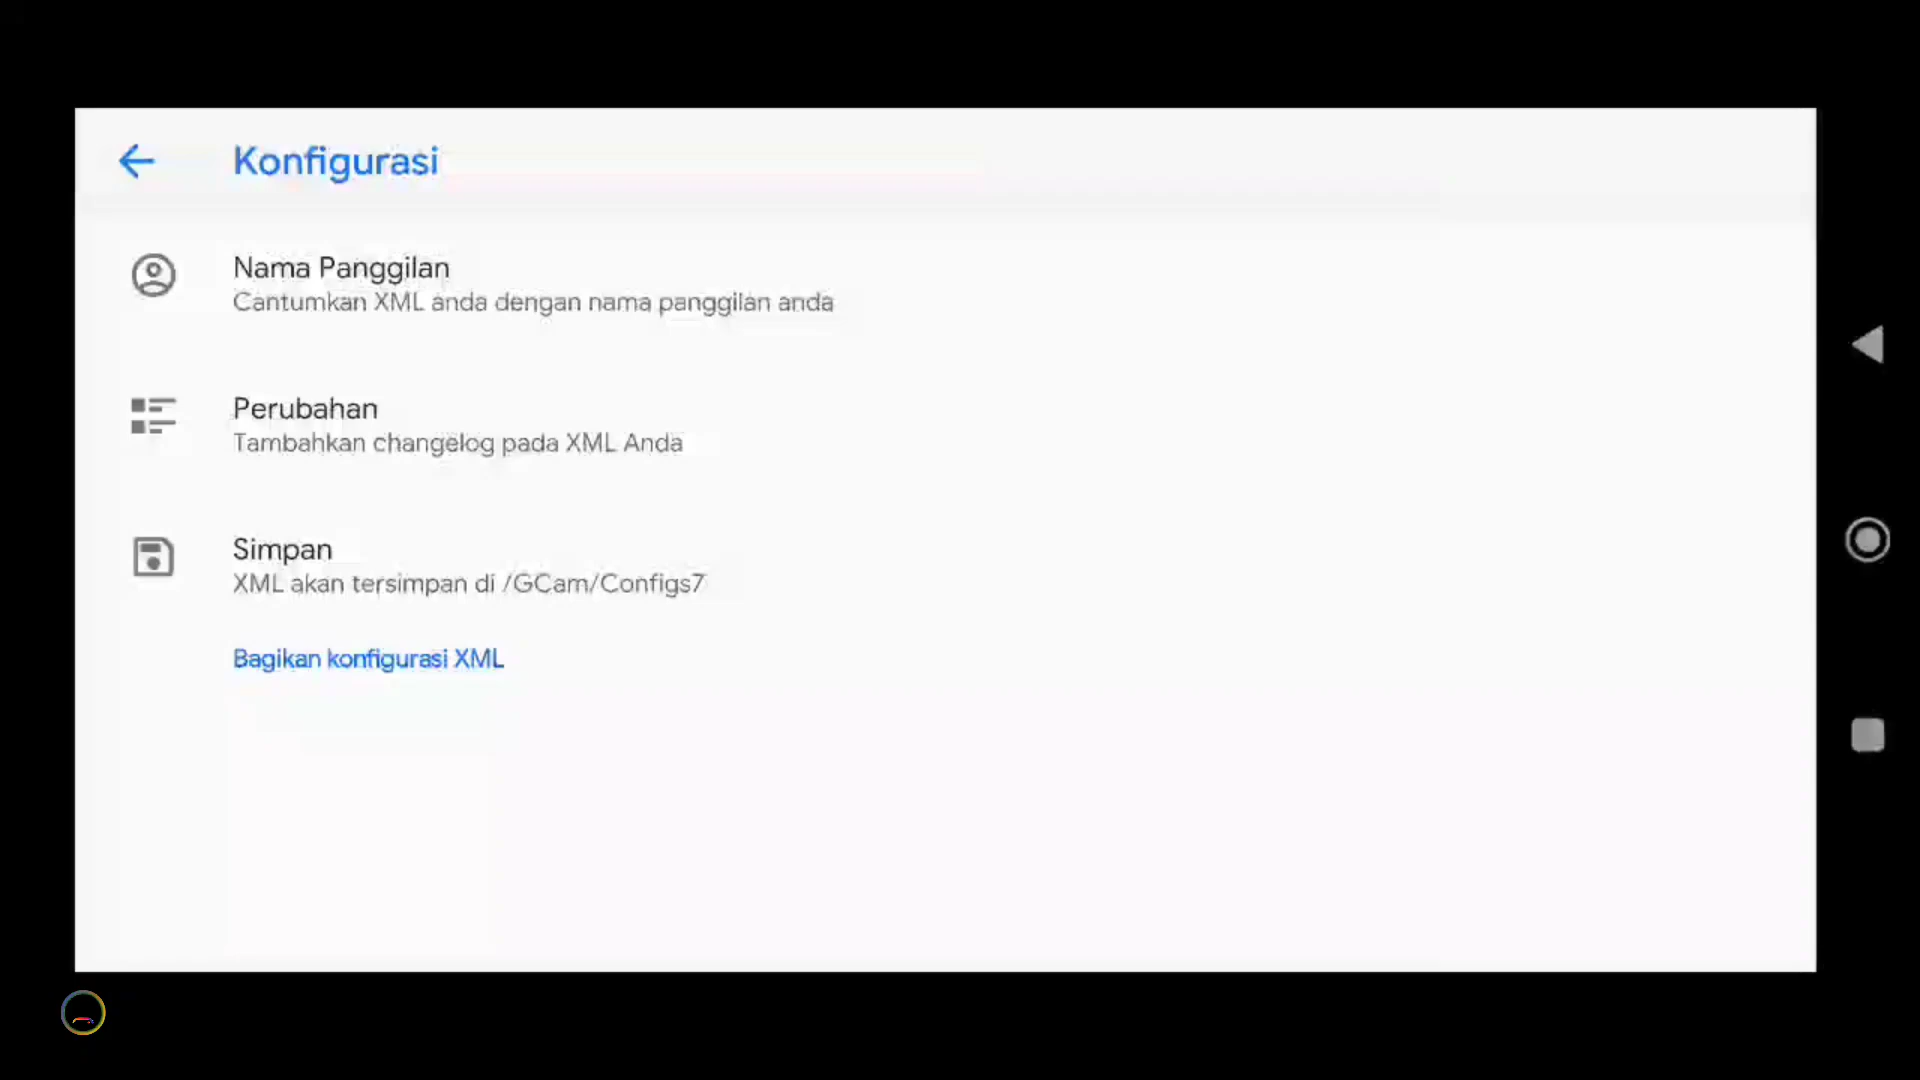 Konfigurasi
Nama Panggilan
Cantumkan XML anda dengan nama panggilan anda
Perubahan
Tambahkan changelog pada XML Anda
Simpan
XML akan tersimpan di /GCam/Configs7
Bagikan konfigurasi XML